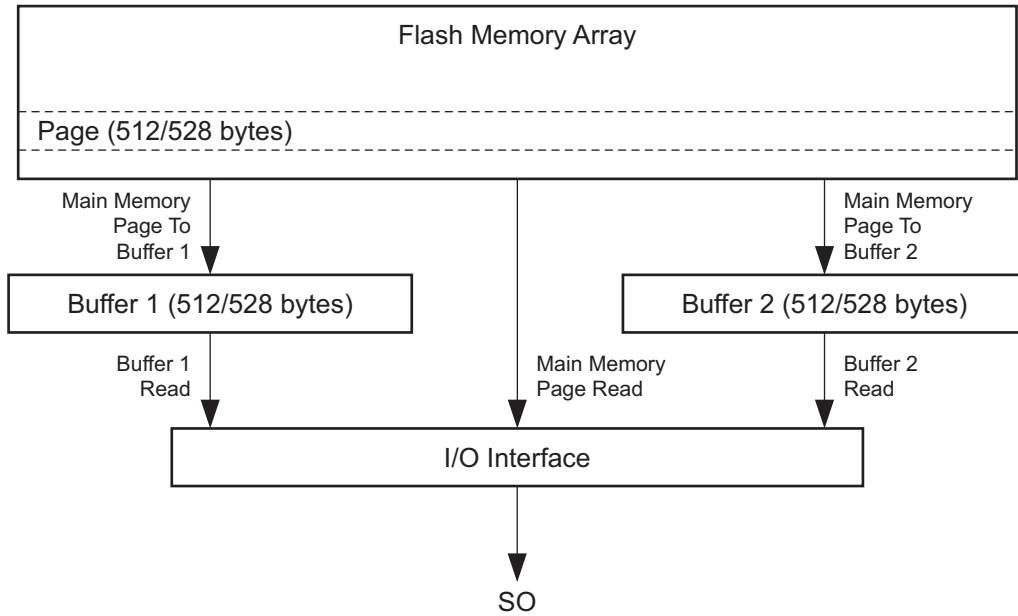 Flash Memory Array
Page (512/528 bytes)
Main Memory
Page To
Buffer 1
Main Memory
Page To
Buffer 2
Buffer 1 (512/528 bytes)
Buffer 2 (512/528 bytes)
Buffer 1
Read
Main Memory
Page Read
Buffer 2
Read
I/O Interface
SO